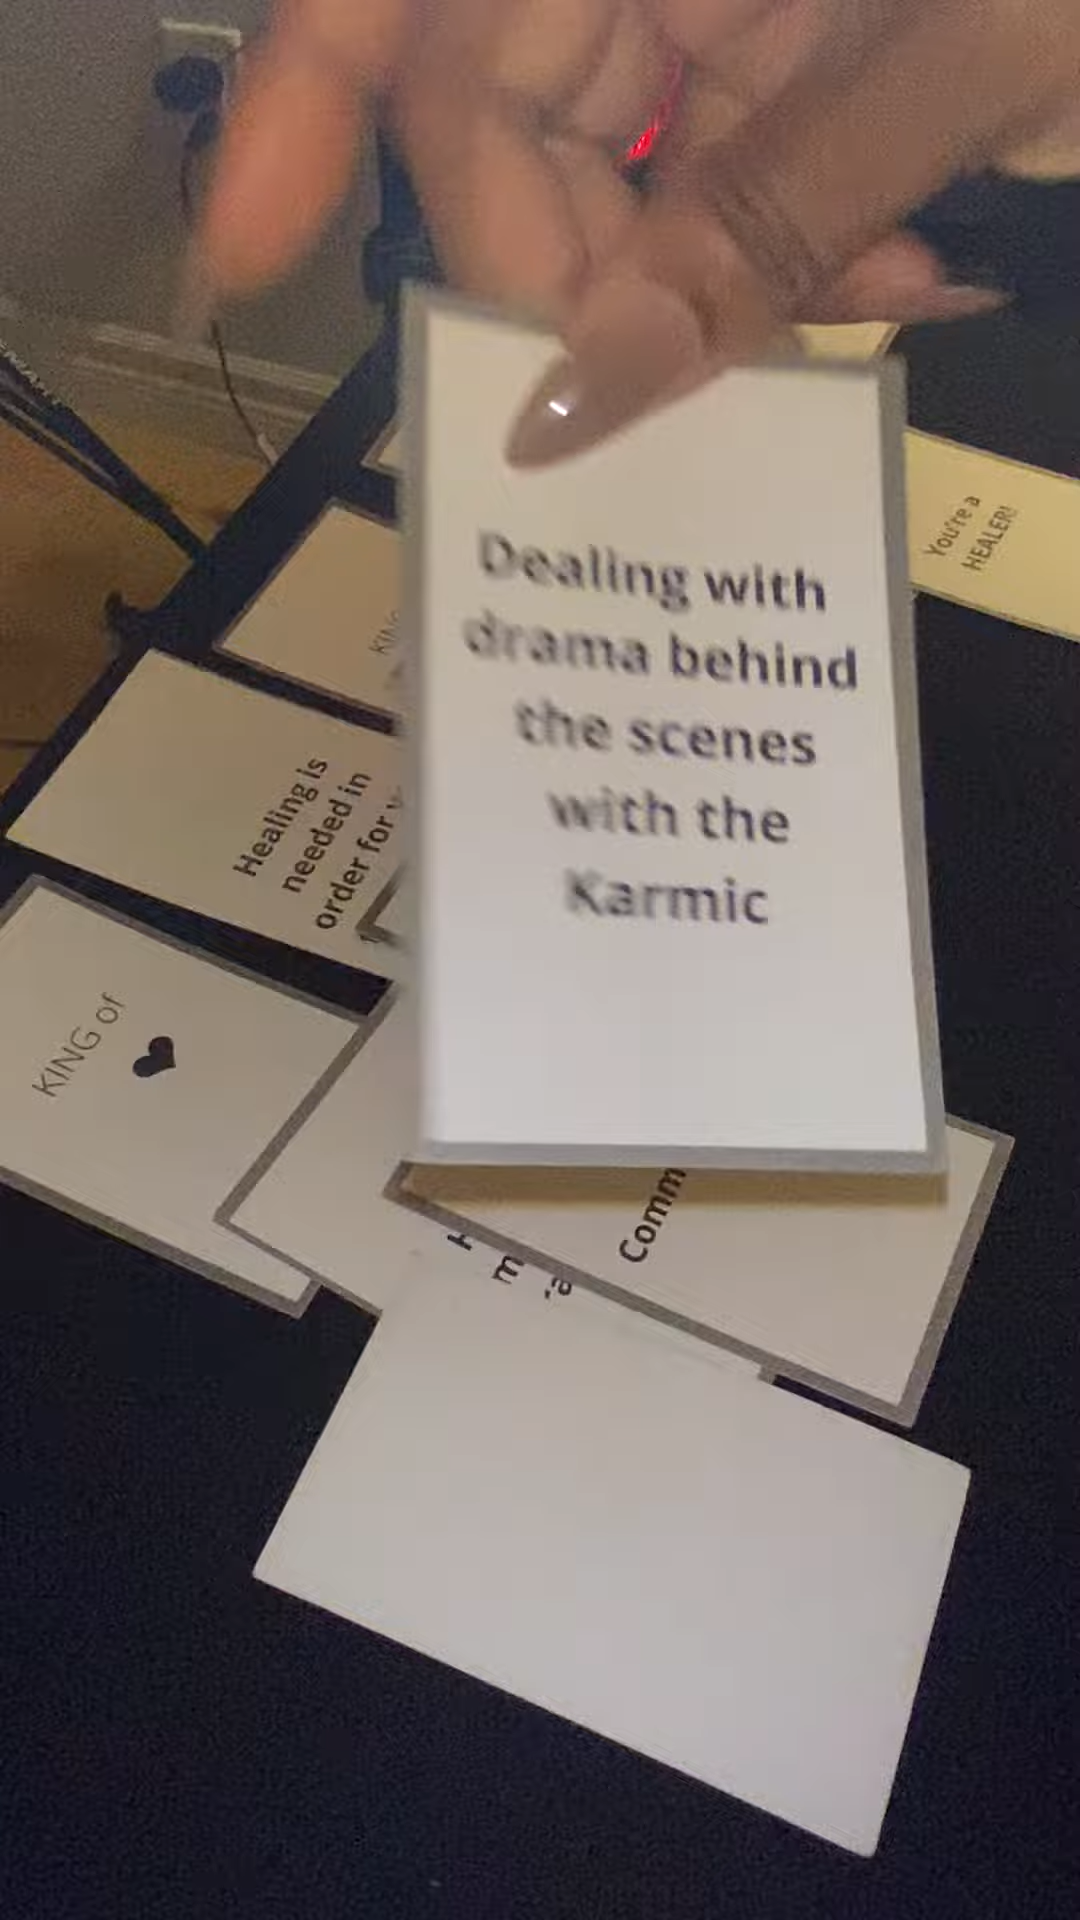 Dealing with
drama behind
the scenes
with the
Karmic
You're a
HEALER!
Healing is
needed in
order for
KING of